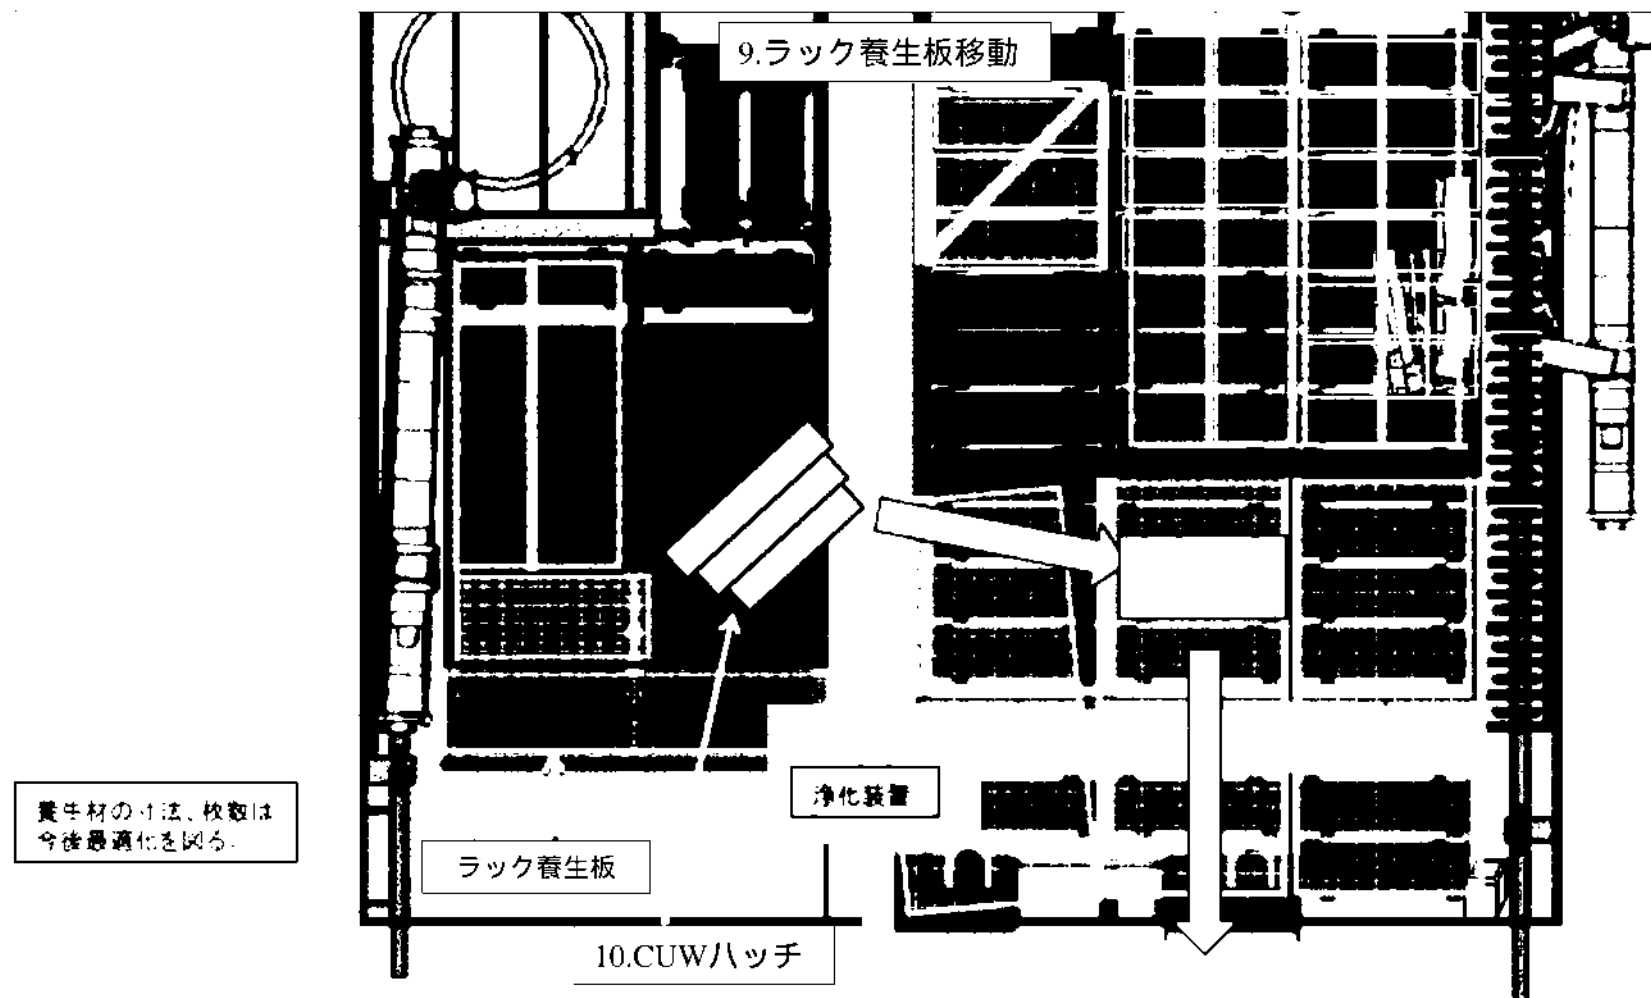 9.ラック養生板移動
養生材の寸法、枚数は
今後最適化を図る.
浄化装置
ラック養生板
10.CUWハッチ